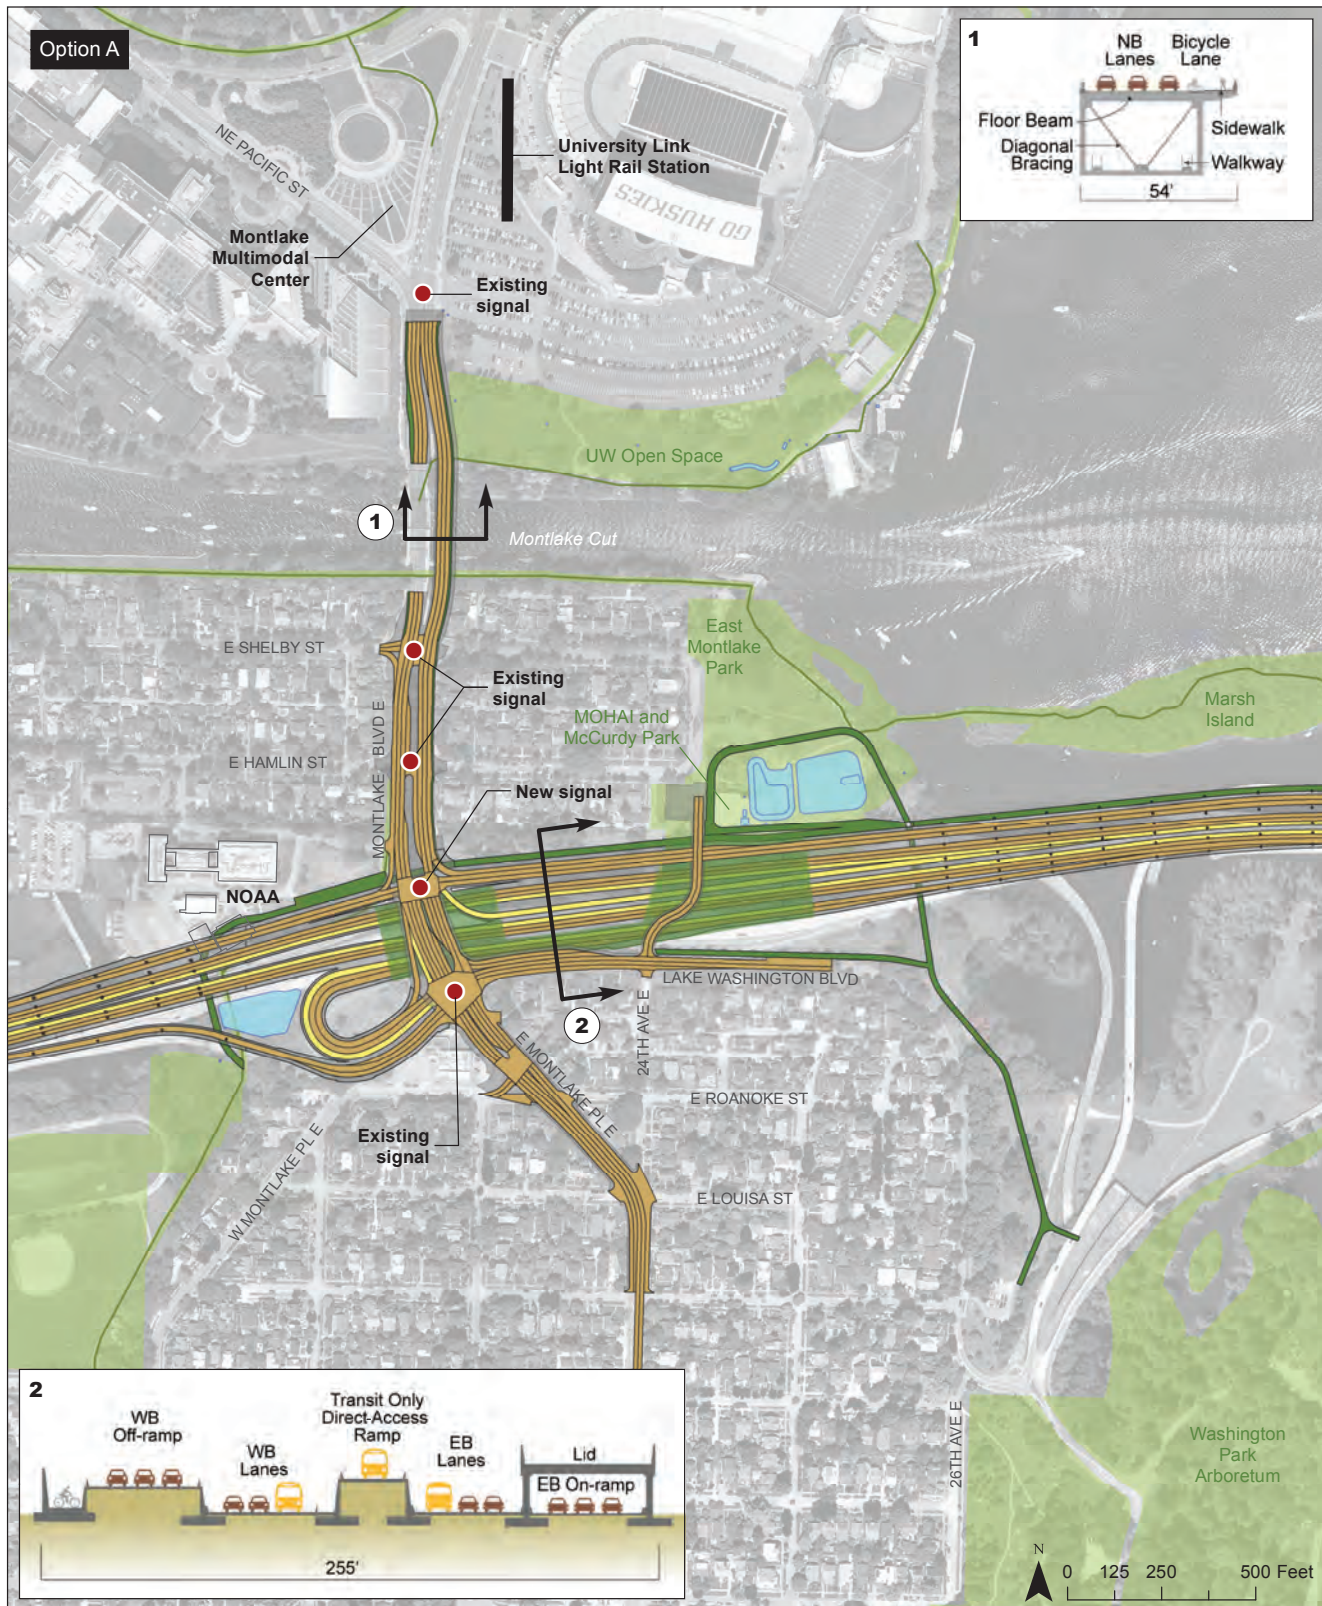 Option A
1
NB
Lanes
Bicycle
Lane
Floor Beam
Diagonal
Bracing
Sidewalk
Walkway
54'
NE PACIFIC ST
University Link
Light Rail Station
GO HUSKIES
Montlake
Multimodal
Center
Existing
signal
UW Open Space
1
Montlake Cut
E SHELBY ST
Existing
signal
East
Montlake
Park
MONTLAKE BLVD E
E HAMLIN ST
MOHAI and
McCurdy Park
Marsh
Island
New signal
NOAA
LAKE WASHINGTON BLVD
2
24TH AVE E
E MONTLAKE PL E
E ROANOKE ST
Existing
signal
W MONTLAKE PL E
E LOUISA ST
26TH AVE E
Washington
Park
Arboretum
2
WB
Off-ramp
WB
Lanes
Transit Only
Direct-Access
Ramp
EB
Lanes
Lid
EB On-ramp
255'
N
0 125 250 500 Feet